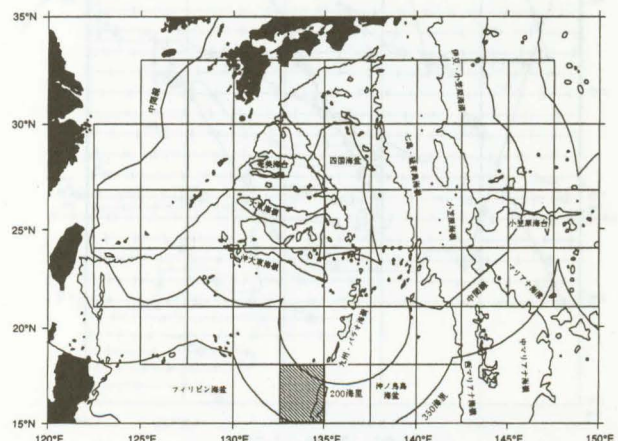 35°N
30°N
25°N
20°N
15°N
120°E
125°E
130°E
135°E
140°E
145°E
150°E
中間線
伊豆・小笠原海溝
七島・硫黄島海嶺
四国海盆
奄美海台
大東海嶺
沖大東海嶺
小笠原海嶺
小笠原海台
マリアナ海溝
中間線
九州・パラオ海嶺
西マリアナ海嶺
中マリアナ海嶺
フィリピン海盆
200海里
沖ノ鳥島
海盆
350海里